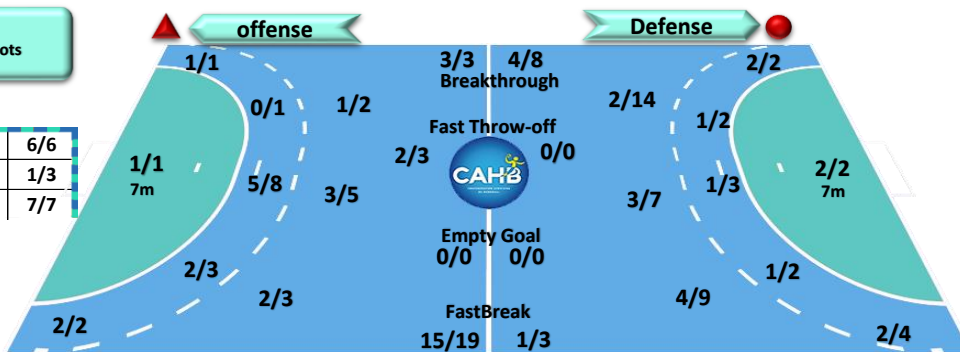 ots
offense
Defense
1/1
3/3 4/8
2/2
Breakthrough
0/1
1/2
2/14
1/2
Fast Throw-off
6/6
1/3
7/7
1/1
7m
2/3
0/0
CAHB
2/2
7m
5/8
3/5
3/7
1/3
Empty Goal
0/0 0/0
2/3
1/2
2/3
4/9
FastBreak
2/2
15/19 1/3
2/4